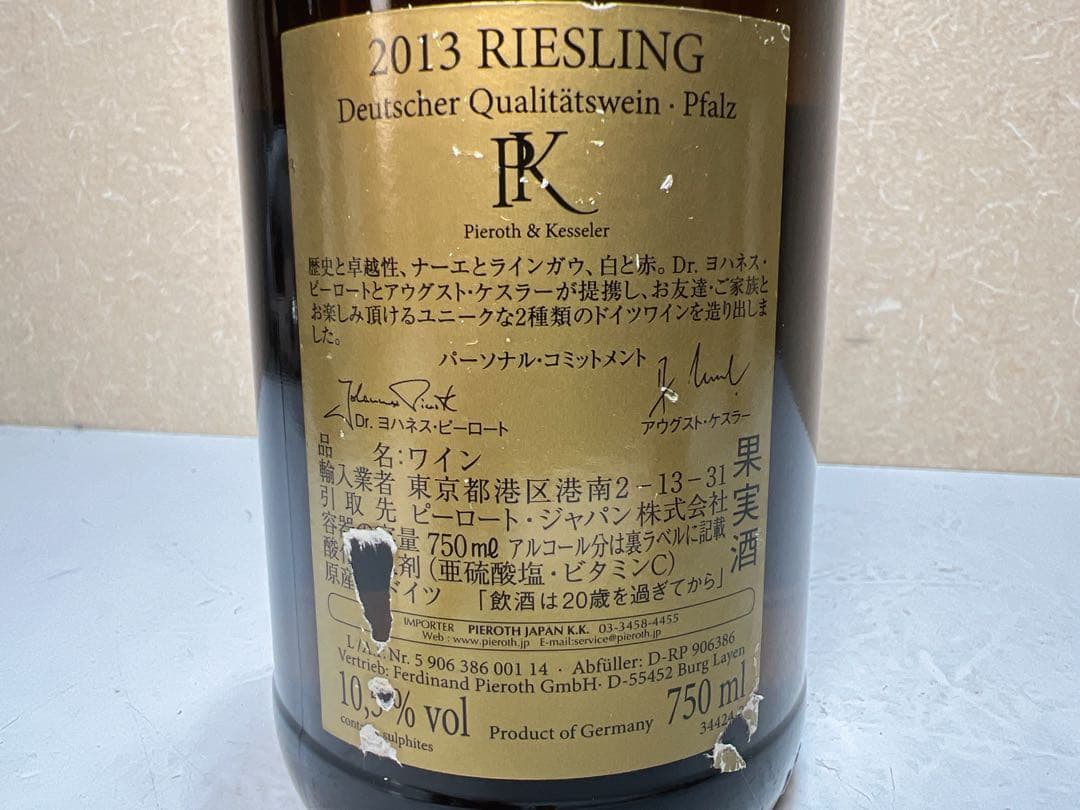 2013 RIESLING
Deutscher Qualitätswein · Pfalz
PK
Pieroth & Kesseler
歴史と卓越性、ナーエとラインガウ、白と赤。Dr. ヨハネス・
ピーロートとアウグスト・ケスラーが提携し、お友達・ご家族と
お楽しみ頂けるユニークな2種類のドイツワインを造り出しま
した。
パーソナル・コミットメント
Dr. ヨハネス・ピーロート
アウグスト・ケスラー
品 名：ワイン
輸入業者 東京都港区港南2-13-31
引取先 ピーロート・ジャパン株式会社
量 750mℓ アルコール分は裏ラベルに記載
剤（亜硫酸塩・ビタミンC）
ドイツ 「飲酒は20歳を過ぎてから」
果実酒
IMPORTER PIEROTH JAPAN K.K. 03-3458-4455
Web : www.pieroth.jp E-mail:service@pieroth.jp
Nr. 5 906 386 001 14 · Abfüller: D-RP 906386
Vertrieb: Ferdinand Pieroth GmbH· D-55452 Burg Layen
10, % vol Product of Germany 750 ml
sulphites